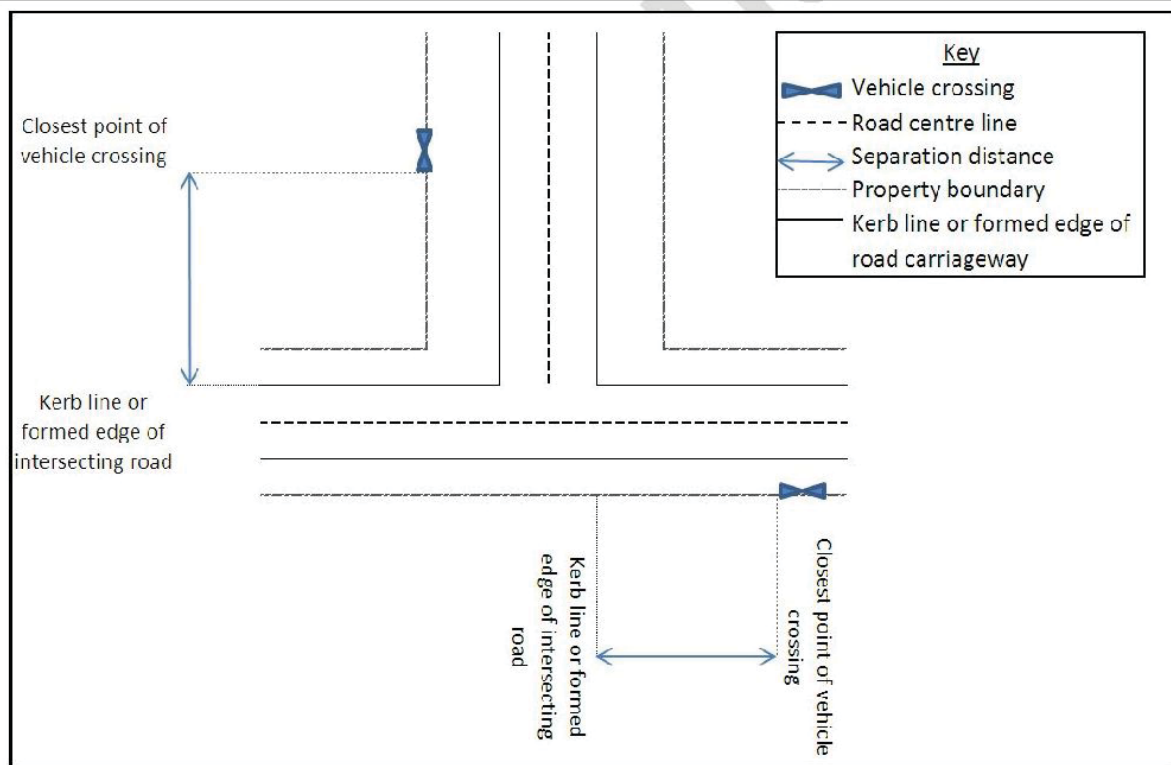 Key
Vehicle crossing
Road centre line
Separation distance
Property boundary
Kerb line or formed edge of
road carriageway
Closest point of
vehicle crossing
Kerb line or
formed edge of
intersecting road
Kerb line or formed
edge of intersecting
road
Closest point of vehicle
crossing